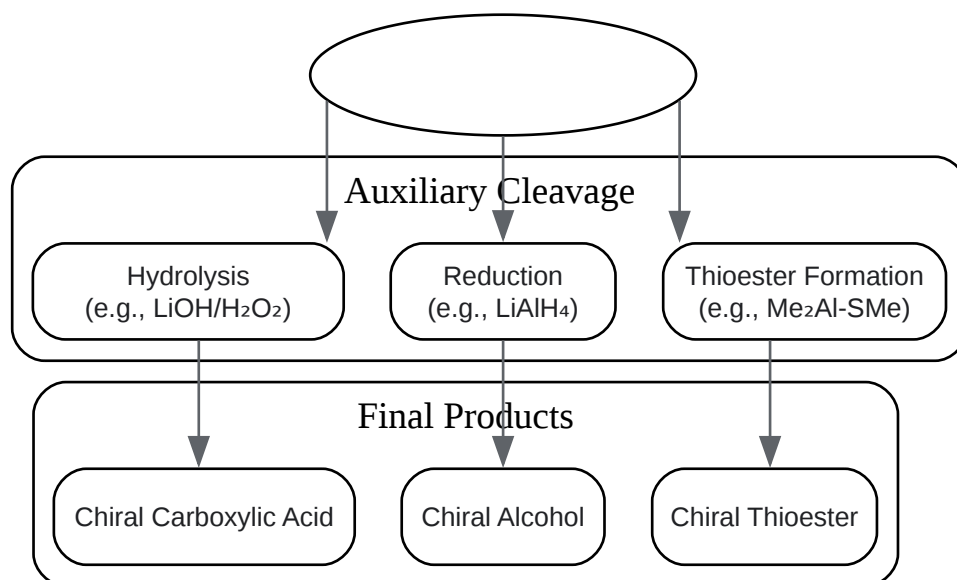 Auxiliary Cleavage
Hydrolysis
(e.g., LiOH/H₂O₂)
Reduction
(e.g., LiAlH₄)
Thioester Formation
(e.g., Me₂Al-SMe)
Final Products
Chiral Carboxylic Acid
Chiral Alcohol
Chiral Thioester